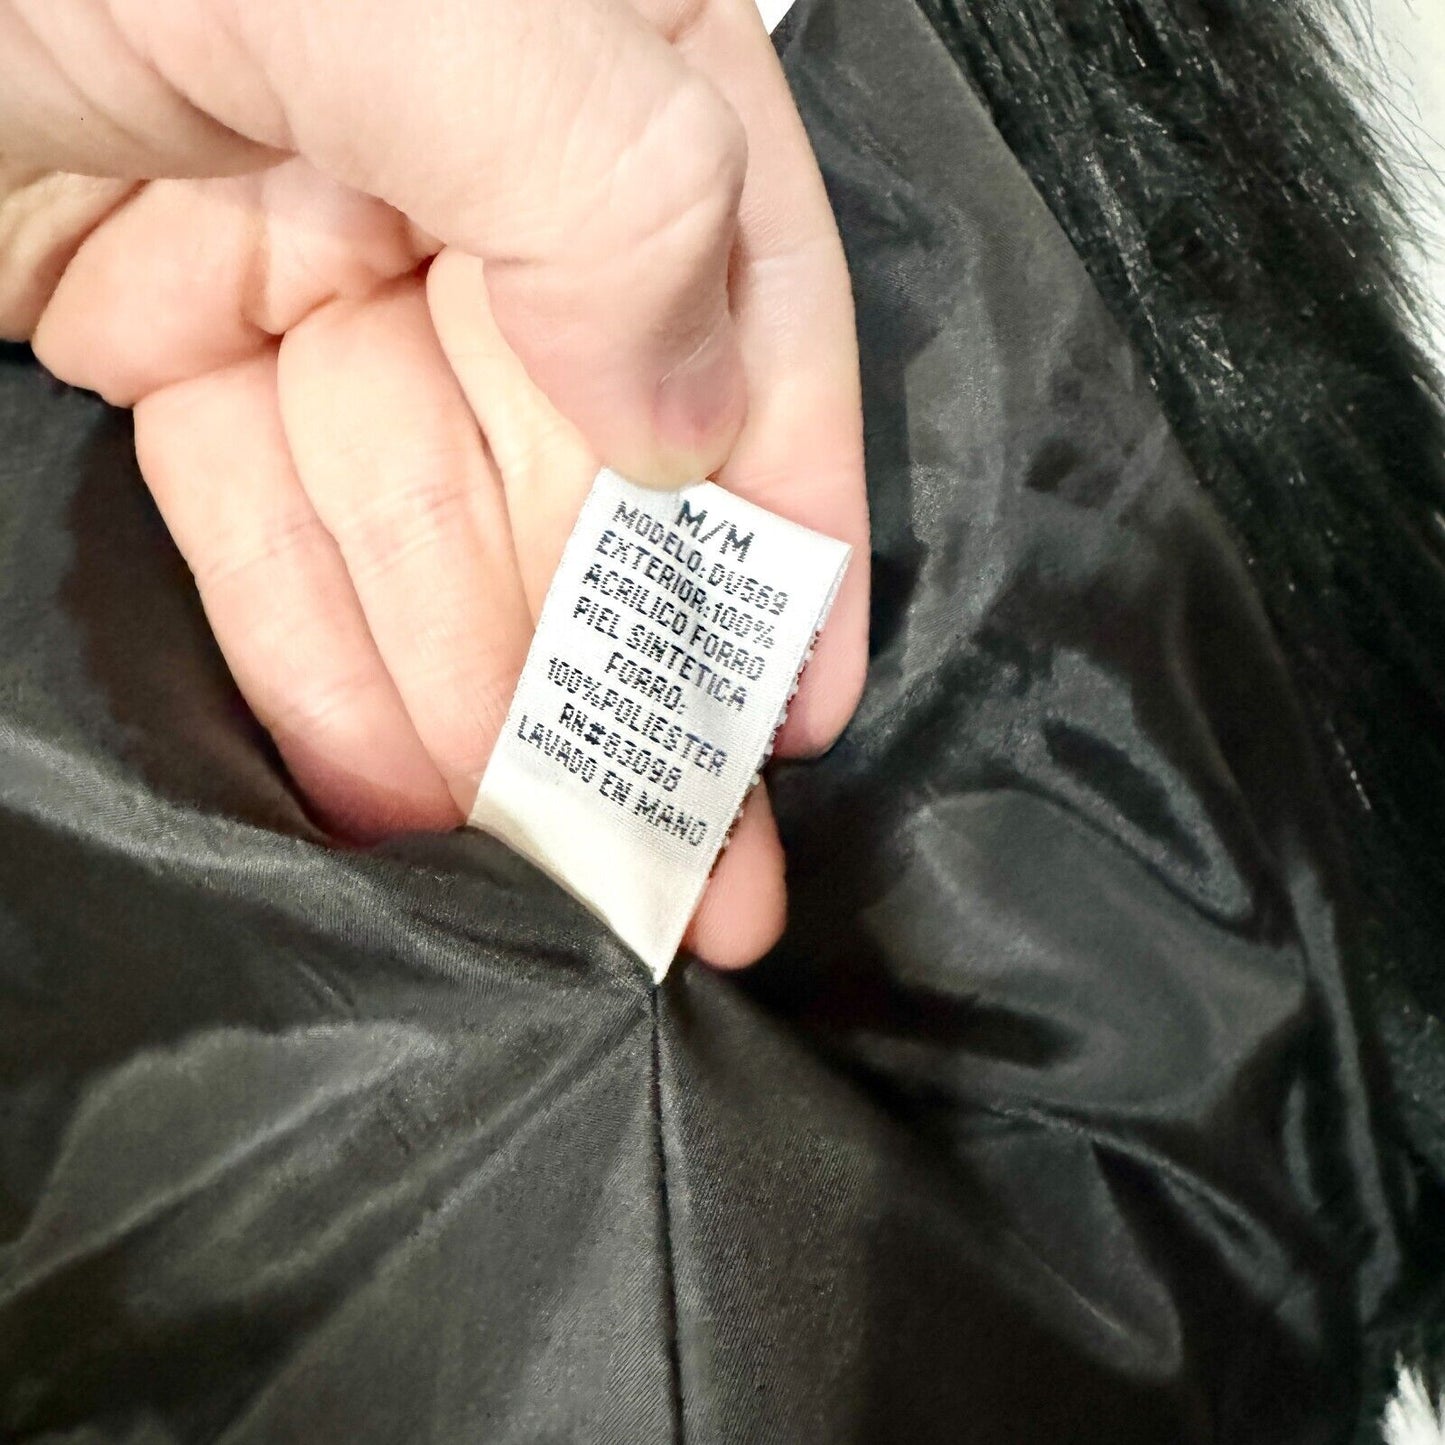 M/M
MODELO:DV569
EXTERIOR:100%
ACRILICO FORRO
PIEL SINTETICA
FORRO:
100%POLIESTER
RN#63098
LAVADO EN MANO